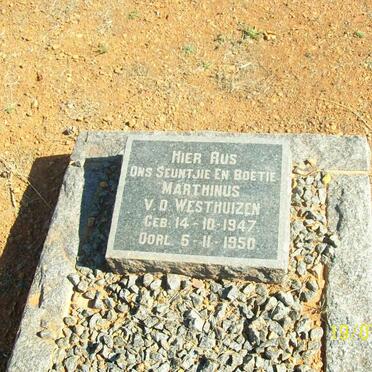 HIER RUS
ONS SEUNTJIE EN BOETIE
MARTHINUS
V. D. WESTHUIZEN
GEB. 14-10-1947
OORL. 5-11-1950